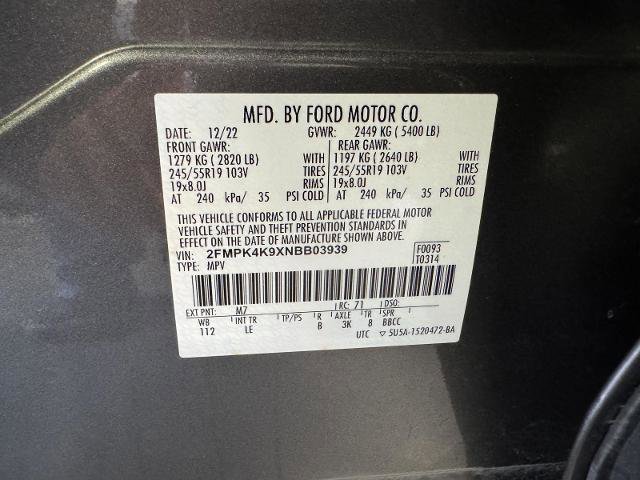 MFD. BY FORD MOTOR CO.
DATE: 12/22 GVWR: 2449 KG ( 5400 LB)
FRONT GAWR: REAR GAWR:
1279 KG ( 2820 LB) WITH 1197 KG ( 2640 LB) WITH
245/55R19 103V TIRES 245/55R19 103V TIRES
19x8.0J RIMS 19x8.0J RIMS
AT 240 kPa/ 35 PSI COLD AT 240 kPa/ 35 PSI COLD
THIS VEHICLE CONFORMS TO ALL APPLICABLE FEDERAL MOTOR
VEHICLE SAFETY AND THEFT PREVENTION STANDARDS IN
EFFECT ON THE DATE OF MANUFACTURE SHOWN ABOVE.
VIN: 2FMPK4K9XNBB03939 F0093
TYPE: MPV T0314
EXT PNT: M7 RC: 71 DSO:
WB INT TR TP/PS R AXLE TR SPR
112 LE B 3K 8 BBCC
UTC ▽ 5U5A-1520472-BA